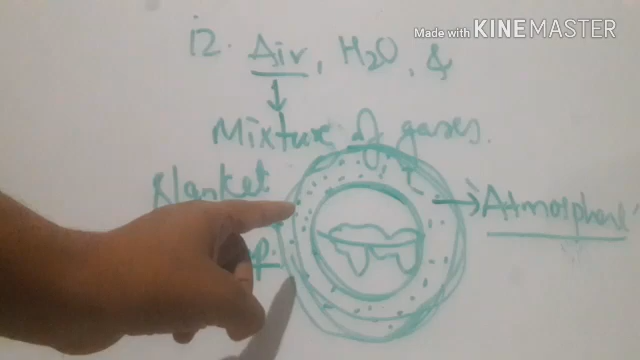 Made with KINEMASTER
12. Air, H2O, &
Mixture of gases.
Blanket
Atmosphere